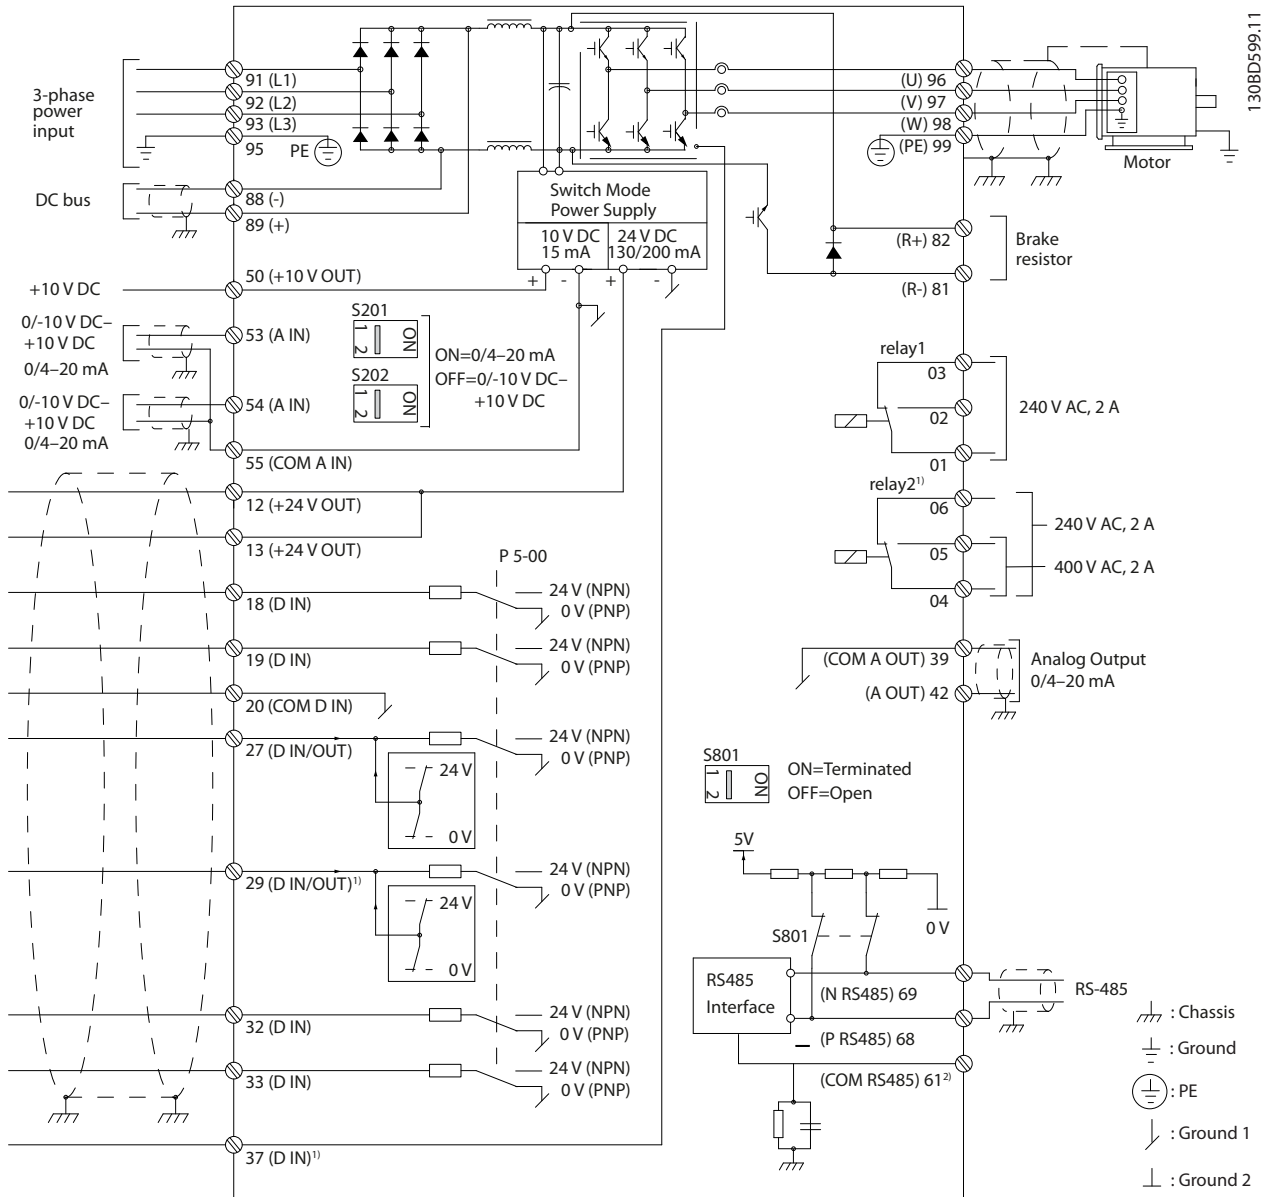 130BD599.11
3-phase
power
input
91 (L1)
92 (L2)
93 (L3)
95
PE
DC bus
88 (-)
89 (+)
Switch Mode
Power Supply
10 V DC
15 mA
24 V DC
130/200 mA
+
-
+
-
(U) 96
(V) 97
(W) 98
(PE) 99
Motor
(R+) 82
(R-) 81
Brake
resistor
+10 V DC
50 (+10 V OUT)
0/-10 V DC–
+10 V DC
0/4–20 mA
53 (A IN)
0/-10 V DC–
+10 V DC
0/4–20 mA
54 (A IN)
55 (COM A IN)
S201
1
2
ON
S202
1
2
ON
ON=0/4–20 mA
OFF=0/-10 V DC–
+10 V DC
relay1
03
02
01
240 V AC, 2 A
relay2¹⁾
06
05
04
240 V AC, 2 A
400 V AC, 2 A
12 (+24 V OUT)
13 (+24 V OUT)
P 5-00
18 (D IN)
24 V (NPN)
0 V (PNP)
19 (D IN)
24 V (NPN)
0 V (PNP)
20 (COM D IN)
27 (D IN/OUT)
24 V
0 V
24 V (NPN)
0 V (PNP)
29 (D IN/OUT)¹⁾
24 V
0 V
24 V (NPN)
0 V (PNP)
32 (D IN)
24 V (NPN)
0 V (PNP)
33 (D IN)
24 V (NPN)
0 V (PNP)
37 (D IN)¹⁾
(COM A OUT) 39
(A OUT) 42
Analog Output
0/4–20 mA
S801
1
2
ON
ON=Terminated
OFF=Open
5V
0 V
S801
RS485
Interface
(N RS485) 69
(P RS485) 68
(COM RS485) 61²⁾
RS-485
: Chassis
: Ground
: PE
: Ground 1
: Ground 2